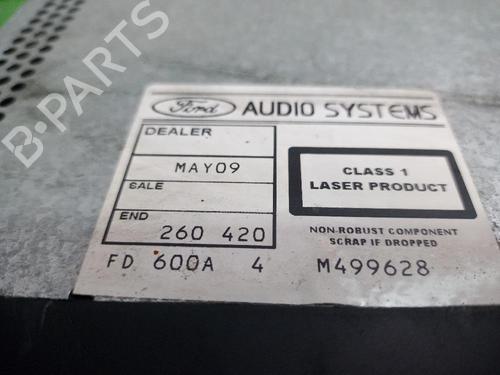 B-PARTS
Ford AUDIO SYSTEMS
DEALER
MAY09
SALE
END
260 420
FD 600A 4
CLASS 1
LASER PRODUCT
NON-ROBUST COMPONENT
SCRAP IF DROPPED
M499628